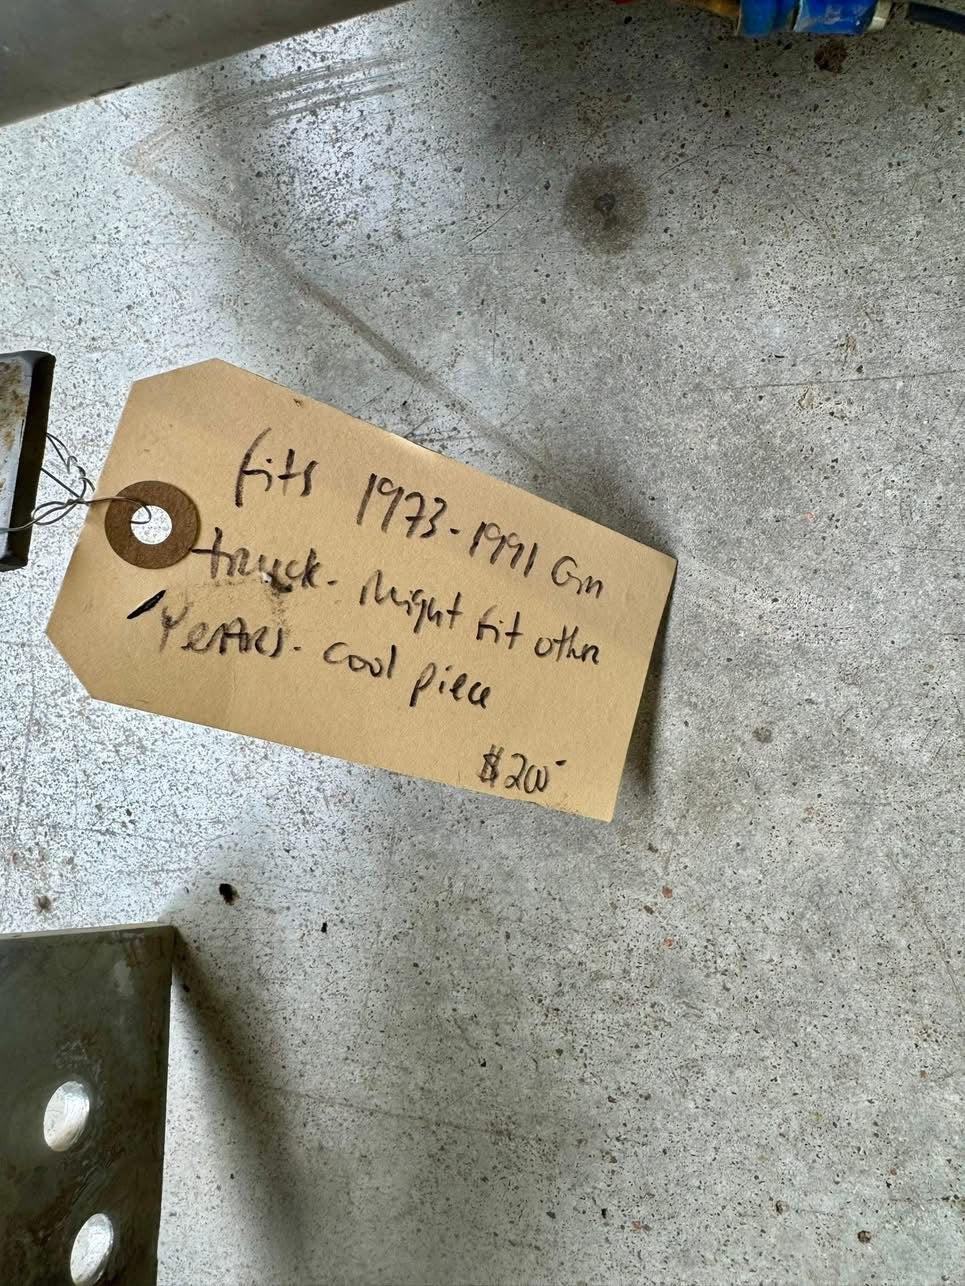 fits 1973-1991 Gm
truck. Might fit other
Years. Cool piece
$200-